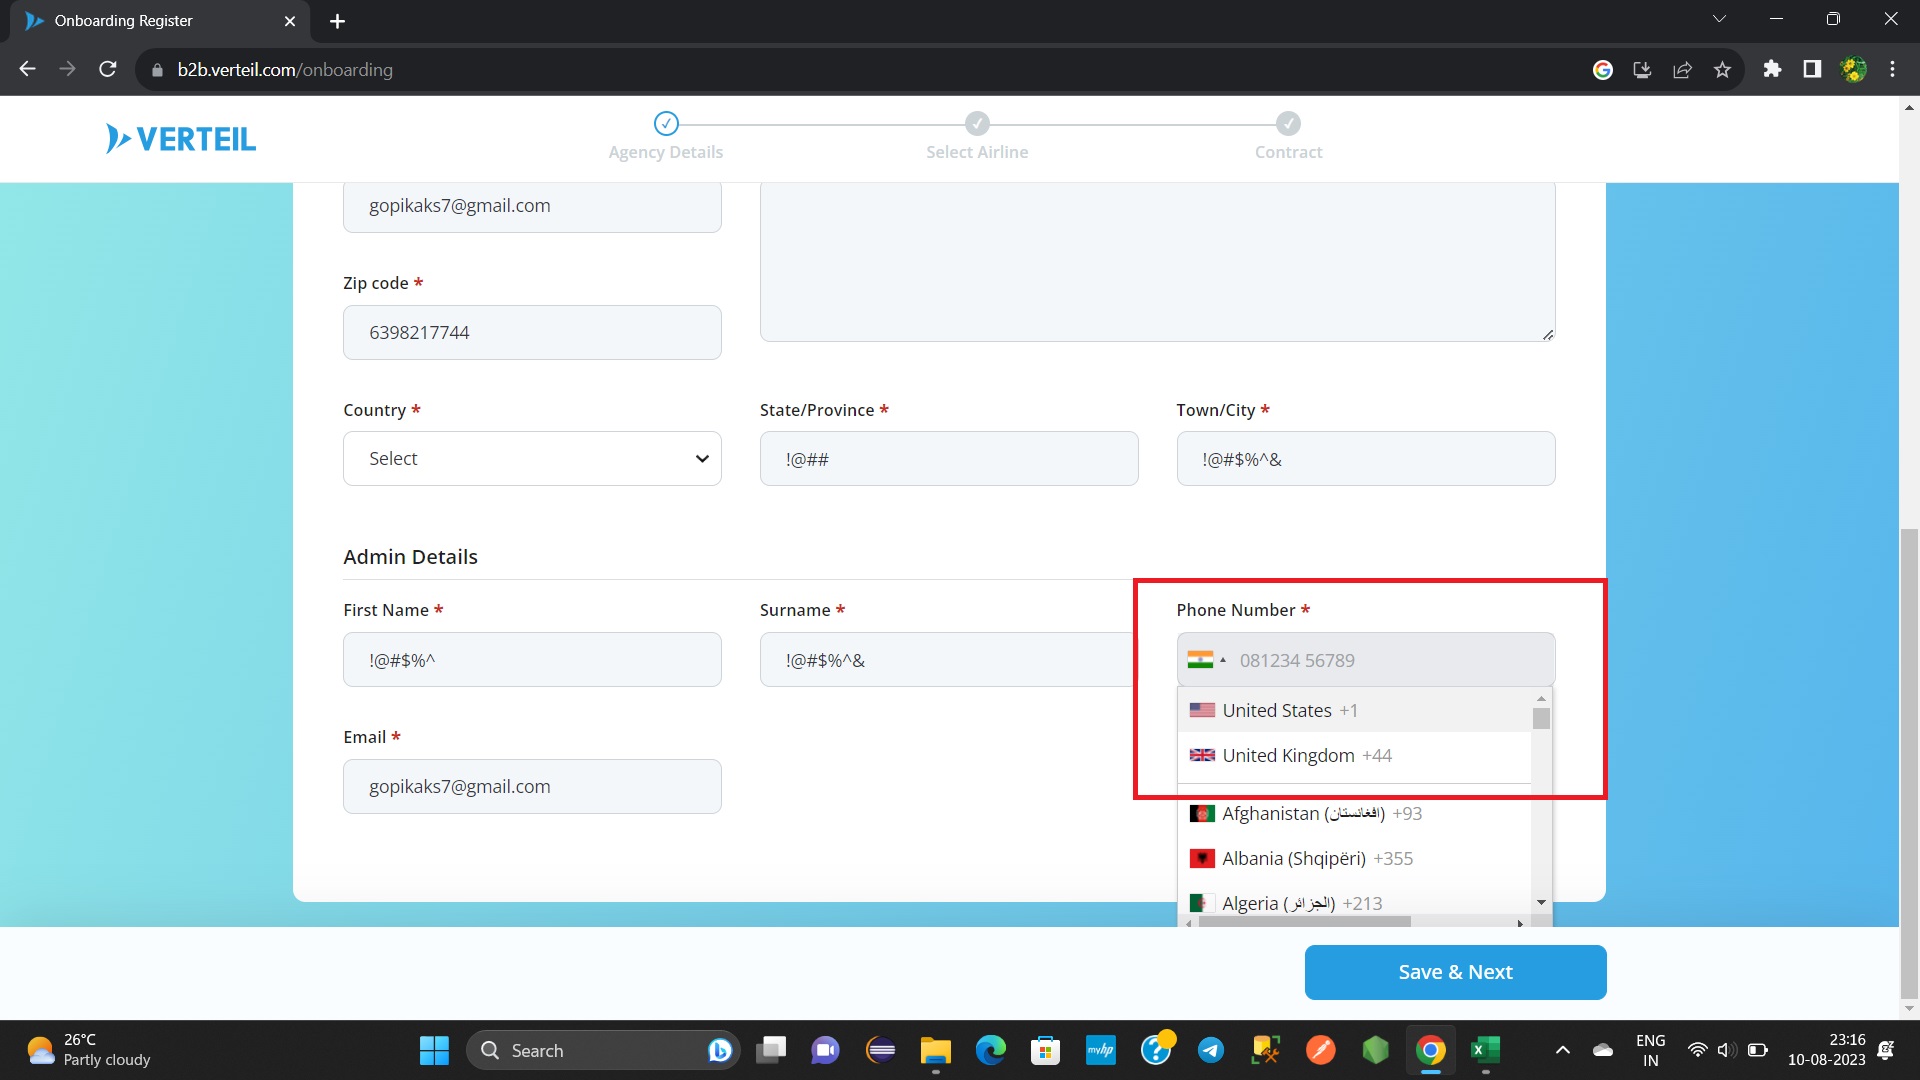 Onboarding Register
b2b.verteil.com/onboarding
VERTEIL
Agency Details
Select Airline
Contract
gopikaks7@gmail.com
Zip code *
6398217744
Country *
State/Province *
Town/City *
Select
!@##
!@#$%^&
Admin Details
First Name *
Surname *
Phone Number *
!@#$%^
!@#$%^&
081234 56789
United States +1
United Kingdom +44
Email *
gopikaks7@gmail.com
Afghanistan (افغانستان) +93
Albania (Shqipëri) +355
Algeria (الجزائر) +213
Save & Next
26°C
Partly cloudy
Search
myhp
ENG
IN
23:16
10-08-2023